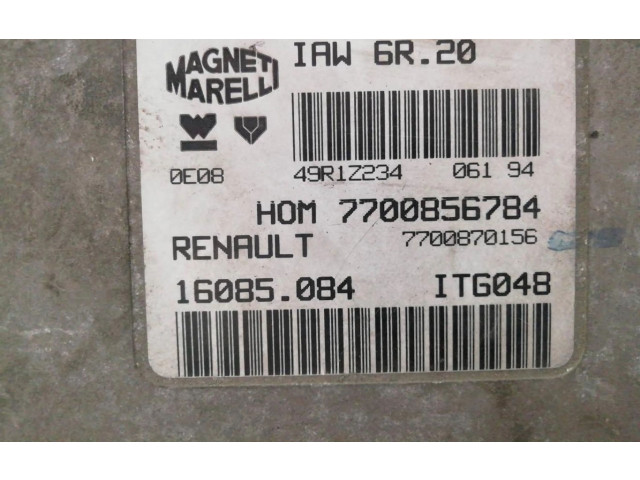 MAGNETI MARELLI
IAW 6R.20
0E08 49R1Z234 061 94
HOM 7700856784
RENAULT 7700870156
16085.084 ITG048